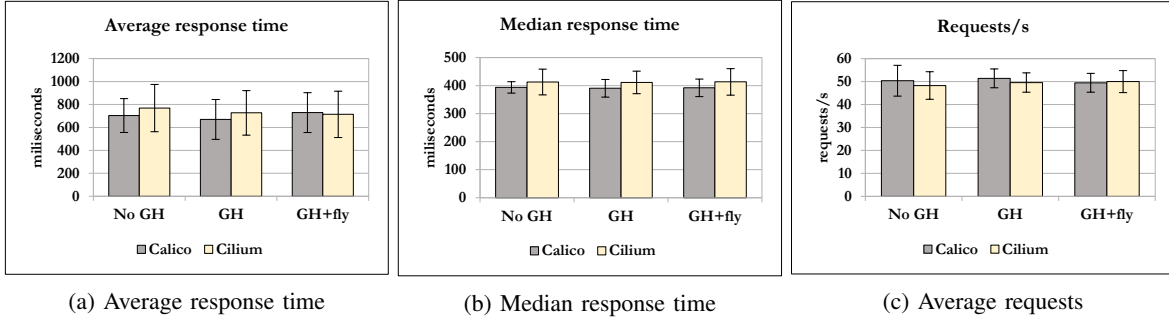 Average response time
1200
1000
800
600
400
200
0
miliseconds
No GH GH GH+fly
Calico Cilium
(a) Average response time
Median response time
500
400
300
200
100
0
miliseconds
No GH GH GH+fly
Calico Cilium
(b) Median response time
Requests/s
60
50
40
30
20
10
0
requests/s
No GH GH GH+fly
Calico Cilium
(c) Average requests